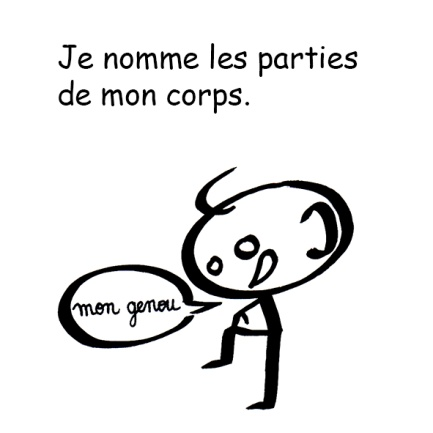 Je nomme les parties
de mon corps.
mon genou